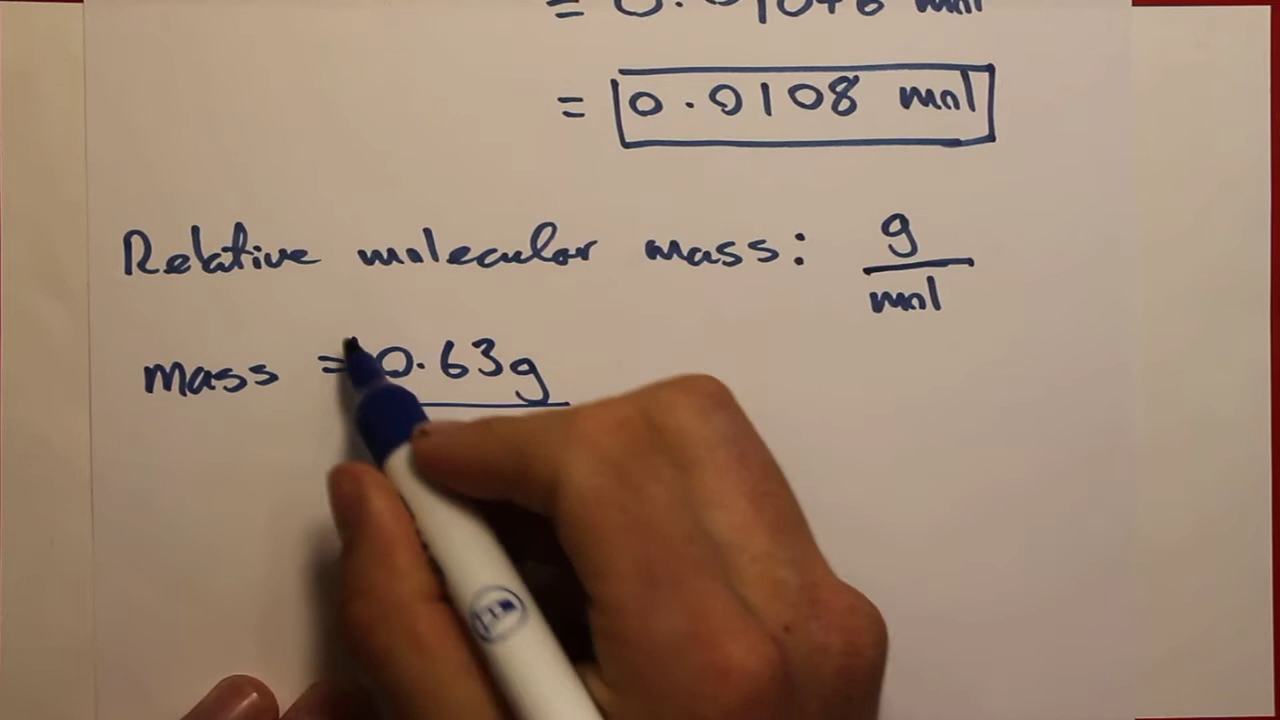 = 0.0108 mol
Relative molecular mass: g
mol
mass = 0.63g